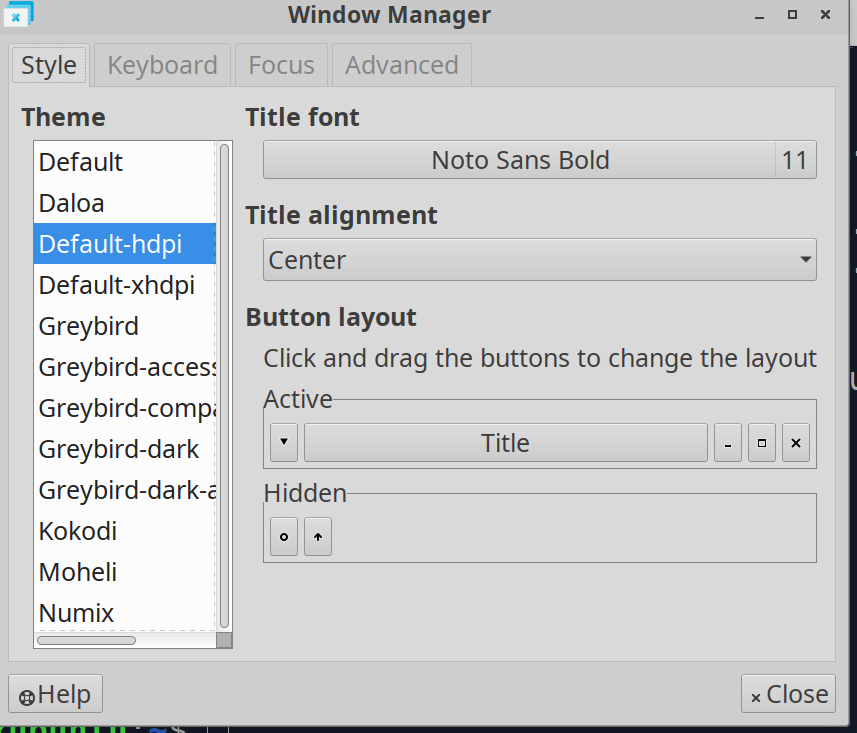 Window Manager
Style Keyboard Focus Advanced
Theme
Default
Daloa
Default-hdpi
Default-xhdpi
Greybird
Greybird-access
Greybird-compa
Greybird-dark
Greybird-dark-a
Kokodi
Moheli
Numix
Title font
Noto Sans Bold 11
Title alignment
Center
Button layout
Click and drag the buttons to change the layout
Active
Title
Hidden
Help
Close